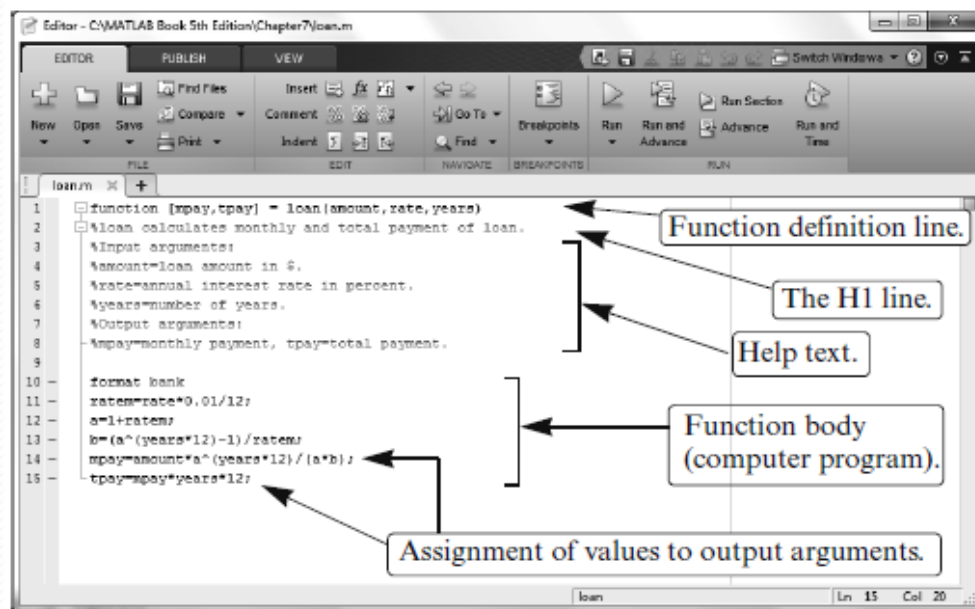 Editor - C:\MATLAB Book 5th Edition\Chapter7\loan.m
EDITOR PUBLISH VIEW
Switch Windows
New Open Save
Find Files
Compare
Print
Insert fx
Comment
Indent
Go To
Find
Breakpoints
Run Run and Advance
Run Section
Advance
Run and Time
FILE EDIT NAVIGATE BREAKPOINTS RUN
loan.m
1 function [mpay,tpay] = loan(amount,rate,years)
2 %loan calculates monthly and total payment of loan.
3 %Input arguments:
4 %amount=loan amount in $.
5 %rate=annual interest rate in percent.
6 %years=number of years.
7 %Output arguments:
8 %mpay=monthly payment, tpay=total payment.
9
10 – format bank
11 – ratem=rate*0.01/12;
12 – a=1+ratem;
13 – b=(a^(years*12)-1)/ratem;
14 – mpay=amount*a^(years*12)/(a*b);
15 – tpay=mpay*years*12;
Function definition line.
The H1 line.
Help text.
Function body
(computer program).
Assignment of values to output arguments.
loan Ln 15 Col 20